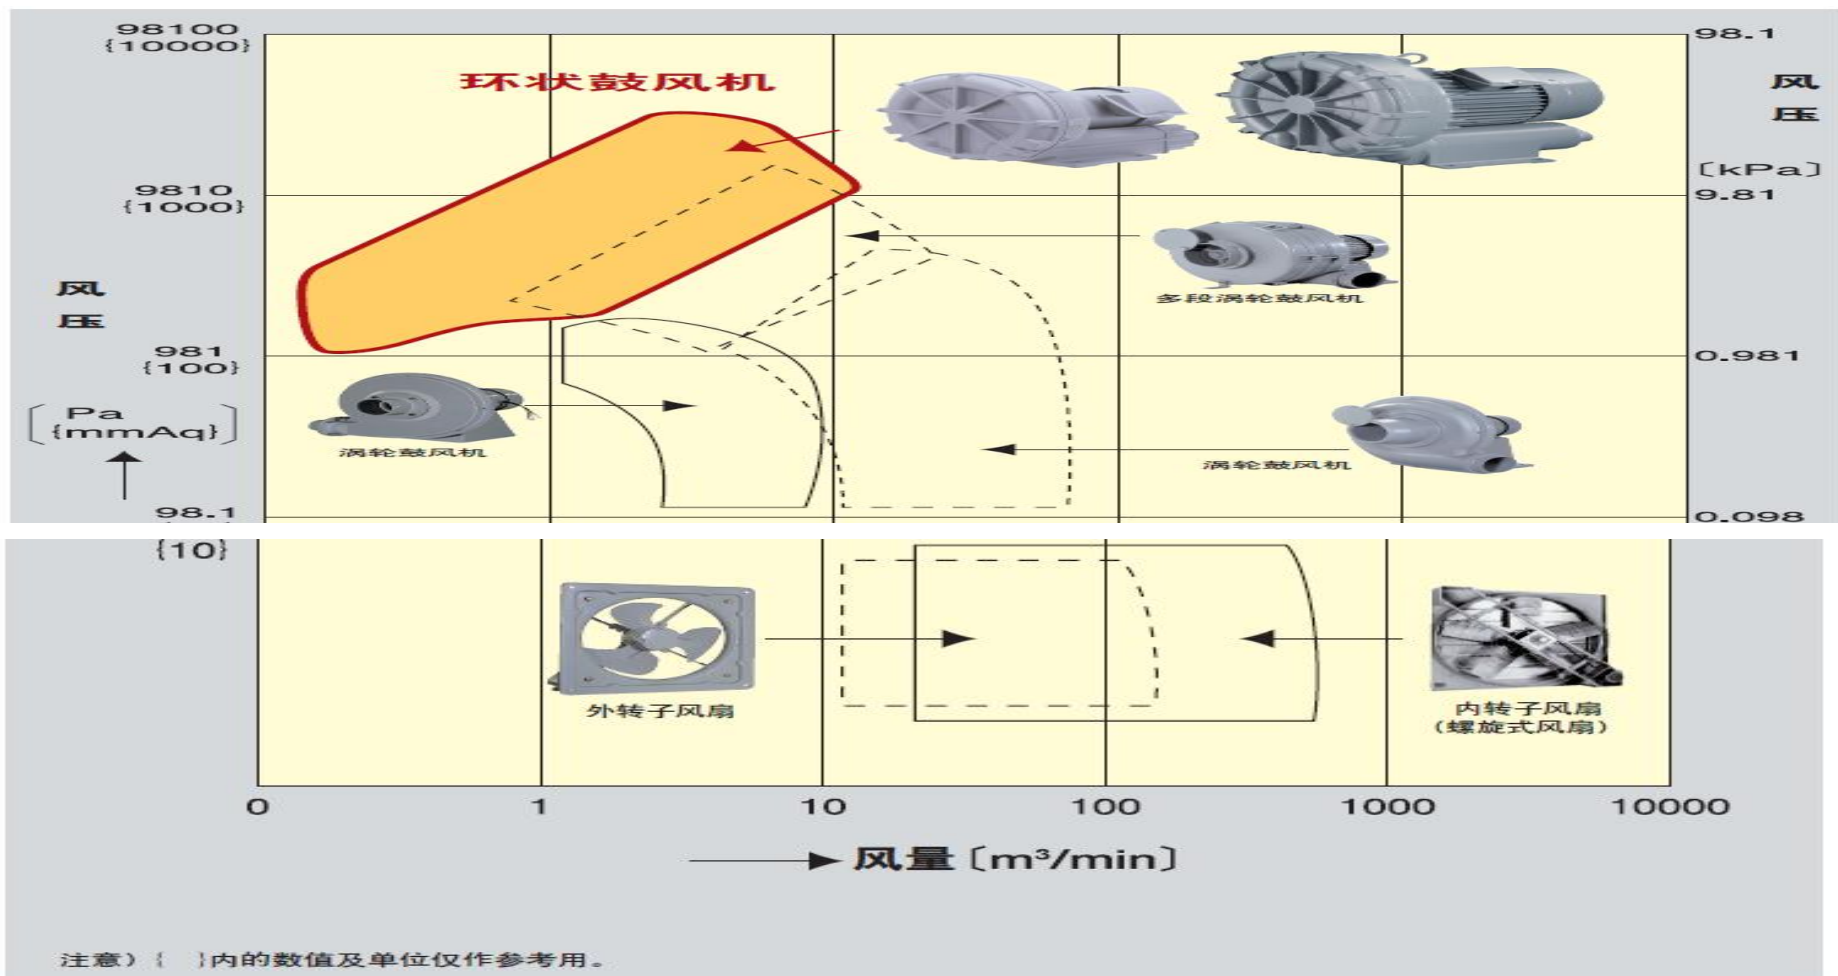 98100
{10000}
98.1
环状鼓风机
风
压
〔kPa〕
9810
{1000}
9.81
风
压
多段涡轮鼓风机
981
{100}
0.981
〔Pa
{mmAq}〕
涡轮鼓风机
涡轮鼓风机
98.1
0.098
{10}
外转子风扇
内转子风扇
(螺旋式风扇)
0 1 10 100 1000 10000
风量〔m³/min〕
注意) { }内的数值及单位仅作参考用。